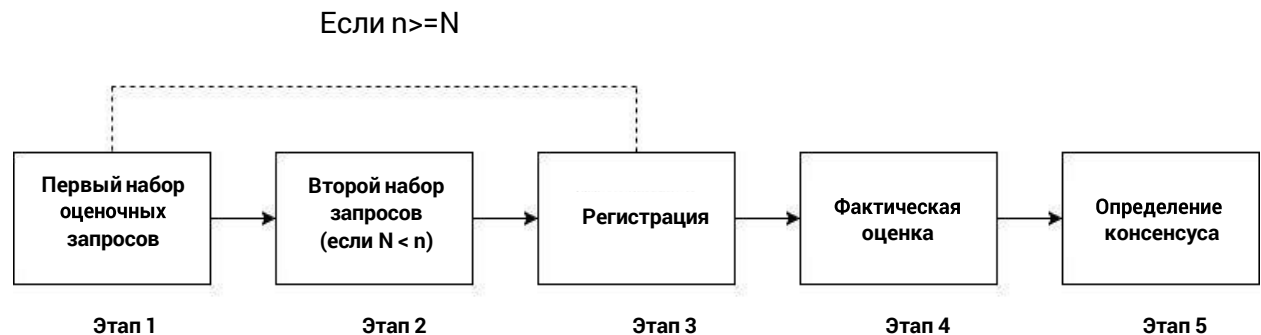 Если n>=N
Первый набор
оценочных
запросов
Второй набор
запросов
(если N < n)
Регистрация
Фактическая
оценка
Определение
консенсуса
Этап 1
Этап 2
Этап 3
Этап 4
Этап 5